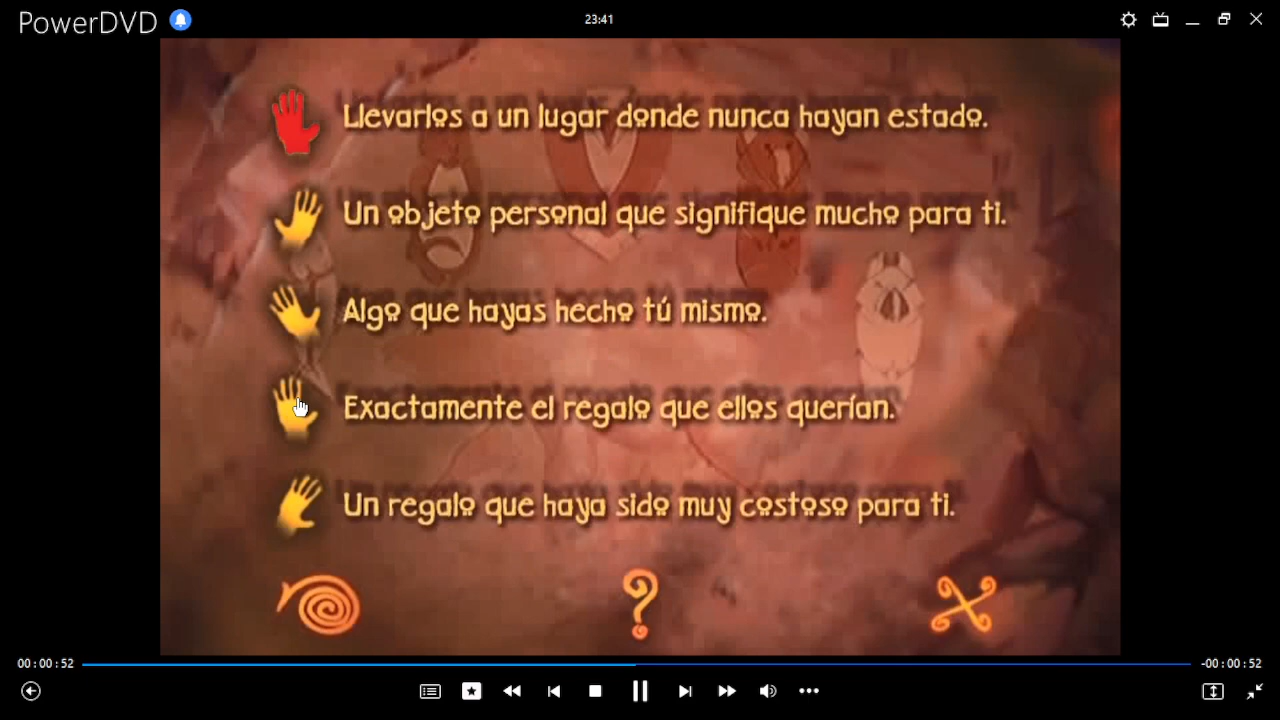 PowerDVD
23:41
Llevarlos a un lugar donde nunca hayan estado.
Un objeto personal que signifique mucho para ti.
Algo que hayas hecho tú mismo.
Exactamente el regalo que ellos querían.
Un regalo que haya sido muy costoso para ti.
?
00:00:52
-00:00:52